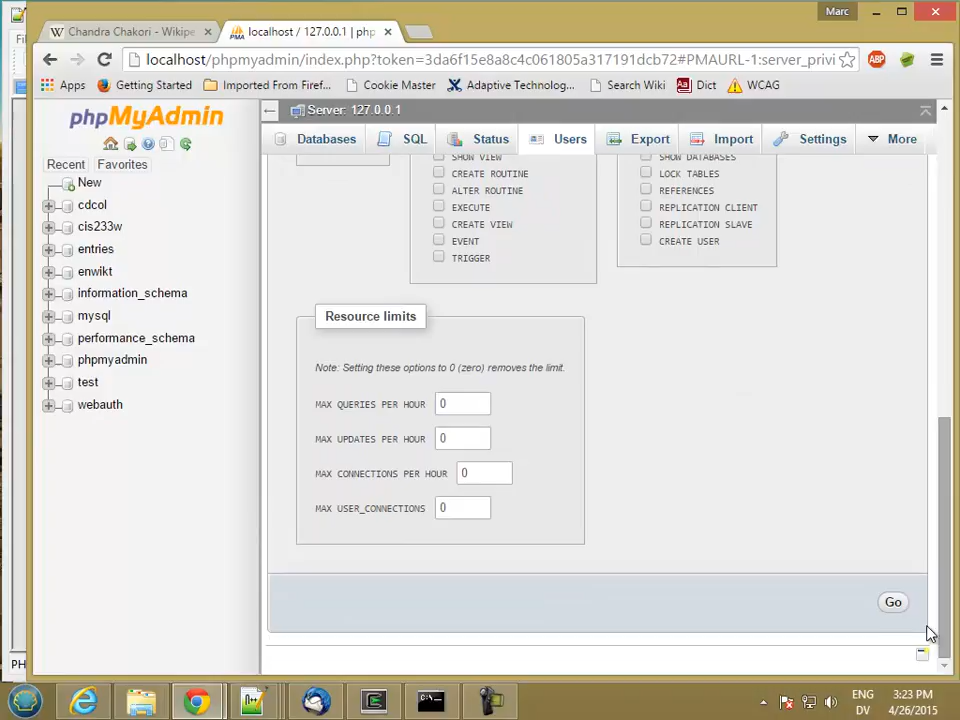 Marc
Chandra Chakori - Wikipe
localhost / 127.0.0.1 | php
localhost/phpmyadmin/index.php?token=3da6f15e8a8c4c061805a317191dcb72#PMAURL-1:server_privi
ABP
Apps
Getting Started
Imported From Firefox
Cookie Master
Adaptive Technolog...
Search Wiki
Dict
WCAG
phpMyAdmin
Server: 127.0.0.1
Databases
SQL
Status
Users
Export
Import
Settings
More
Recent
Favorites
New
cdcol
cis233w
entries
enwikt
information_schema
mysql
performance_schema
phpmyadmin
test
webauth
SHOW VIEW
CREATE ROUTINE
ALTER ROUTINE
EXECUTE
CREATE VIEW
EVENT
TRIGGER
SHOW DATABASES
LOCK TABLES
REFERENCES
REPLICATION CLIENT
REPLICATION SLAVE
CREATE USER
Resource limits
Note: Setting these options to 0 (zero) removes the limit.
MAX QUERIES PER HOUR 0
MAX UPDATES PER HOUR 0
MAX CONNECTIONS PER HOUR 0
MAX USER_CONNECTIONS 0
Go
PH
ENG
DV
3:23 PM
4/26/2015